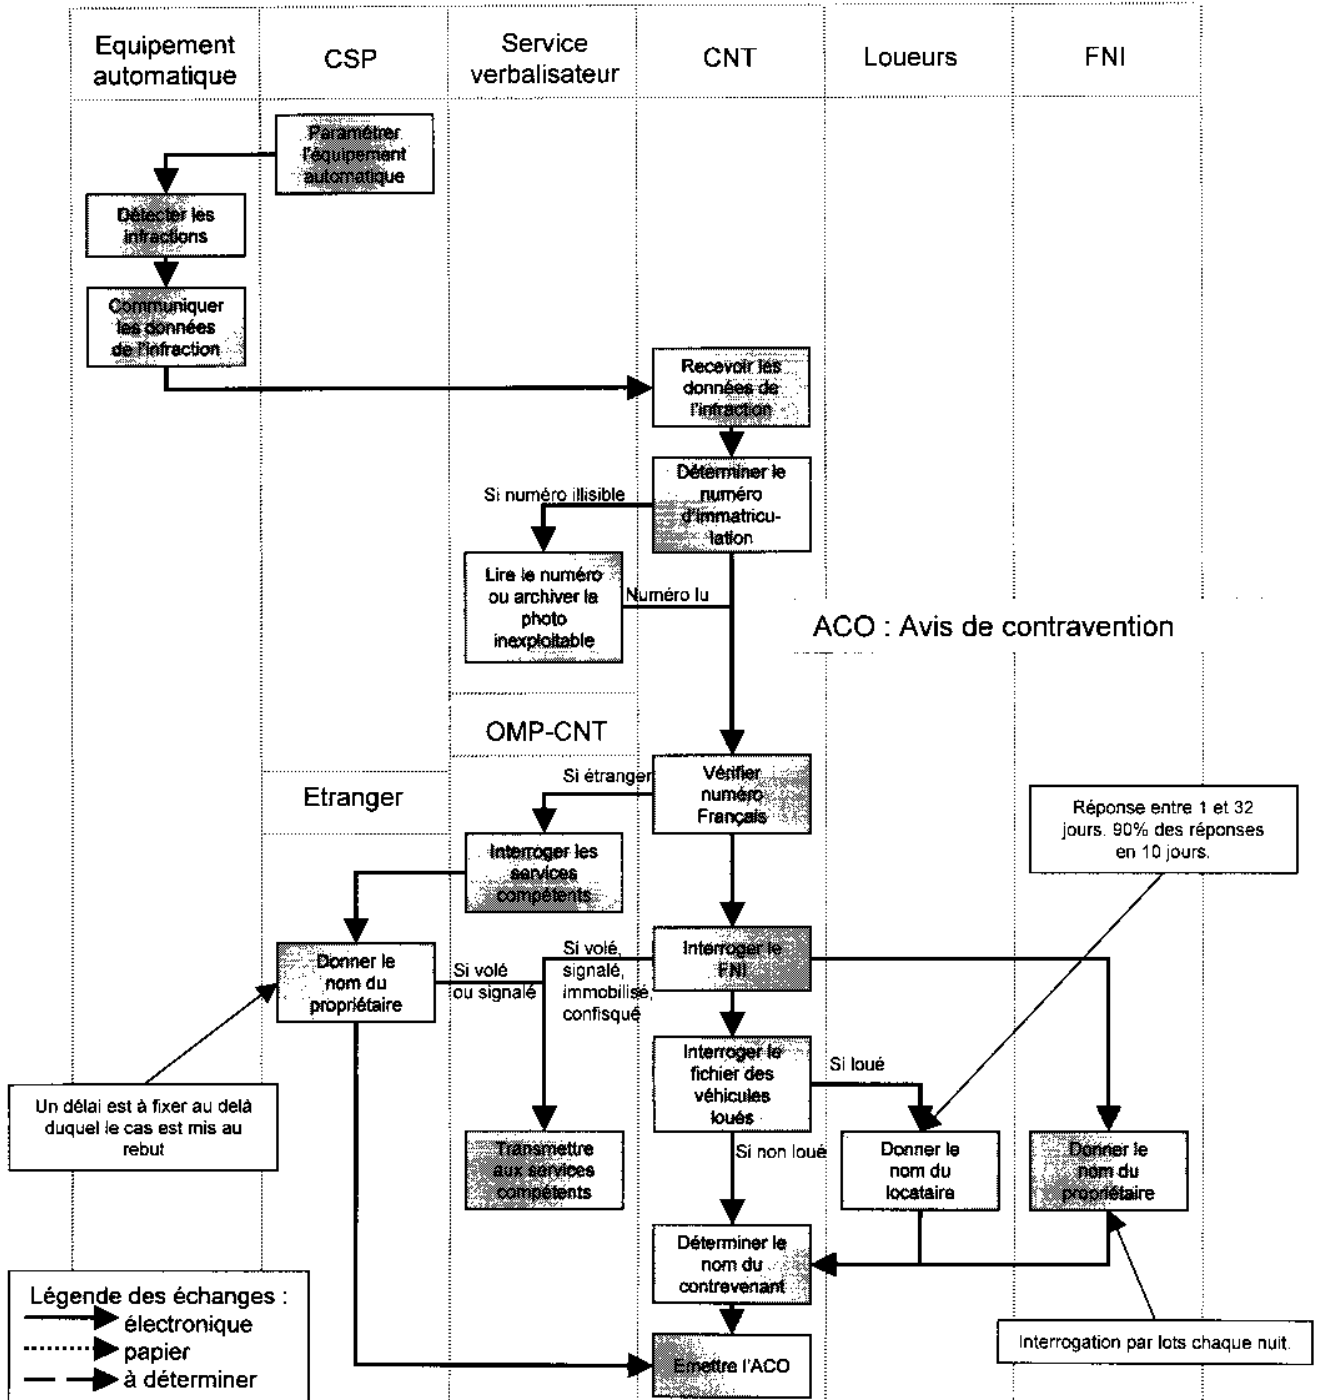 Equipement
automatique
CSP
Service
verbalisateur
CNT
Loueurs
FNI
Paramétrer
l'équipement
automatique
Détecter les
infractions
Communiquer
les données
de l'infraction
Recevoir les
données de
l'infraction
Déterminer le
numéro
d'immatricu-
lation
Si numéro illisible
Lire le numéro
ou archiver la
photo
inexploitable
Numéro lu
ACO : Avis de contravention
OMP-CNT
Etranger
Si étranger
Vérifier
numéro
Français
Réponse entre 1 et 32
jours. 90% des réponses
en 10 jours.
Interroger les
services
compétents
Donner le
nom du
propriétaire
Si volé
ou signalé
Si volé,
signalé,
immobilisé,
confisqué
Interroger le
FNI
Interroger le
fichier des
véhicules
loués
Si loué
Un délai est à fixer au delà
duquel le cas est mis au
rebut
Transmettre
aux services
compétents
Si non loué
Donner le
nom du
locataire
Donner le
nom du
propriétaire
Déterminer le
nom du
contrevenant
Légende des échanges :
électronique
papier
à déterminer
Emettre l'ACO
Interrogation par lots chaque nuit.